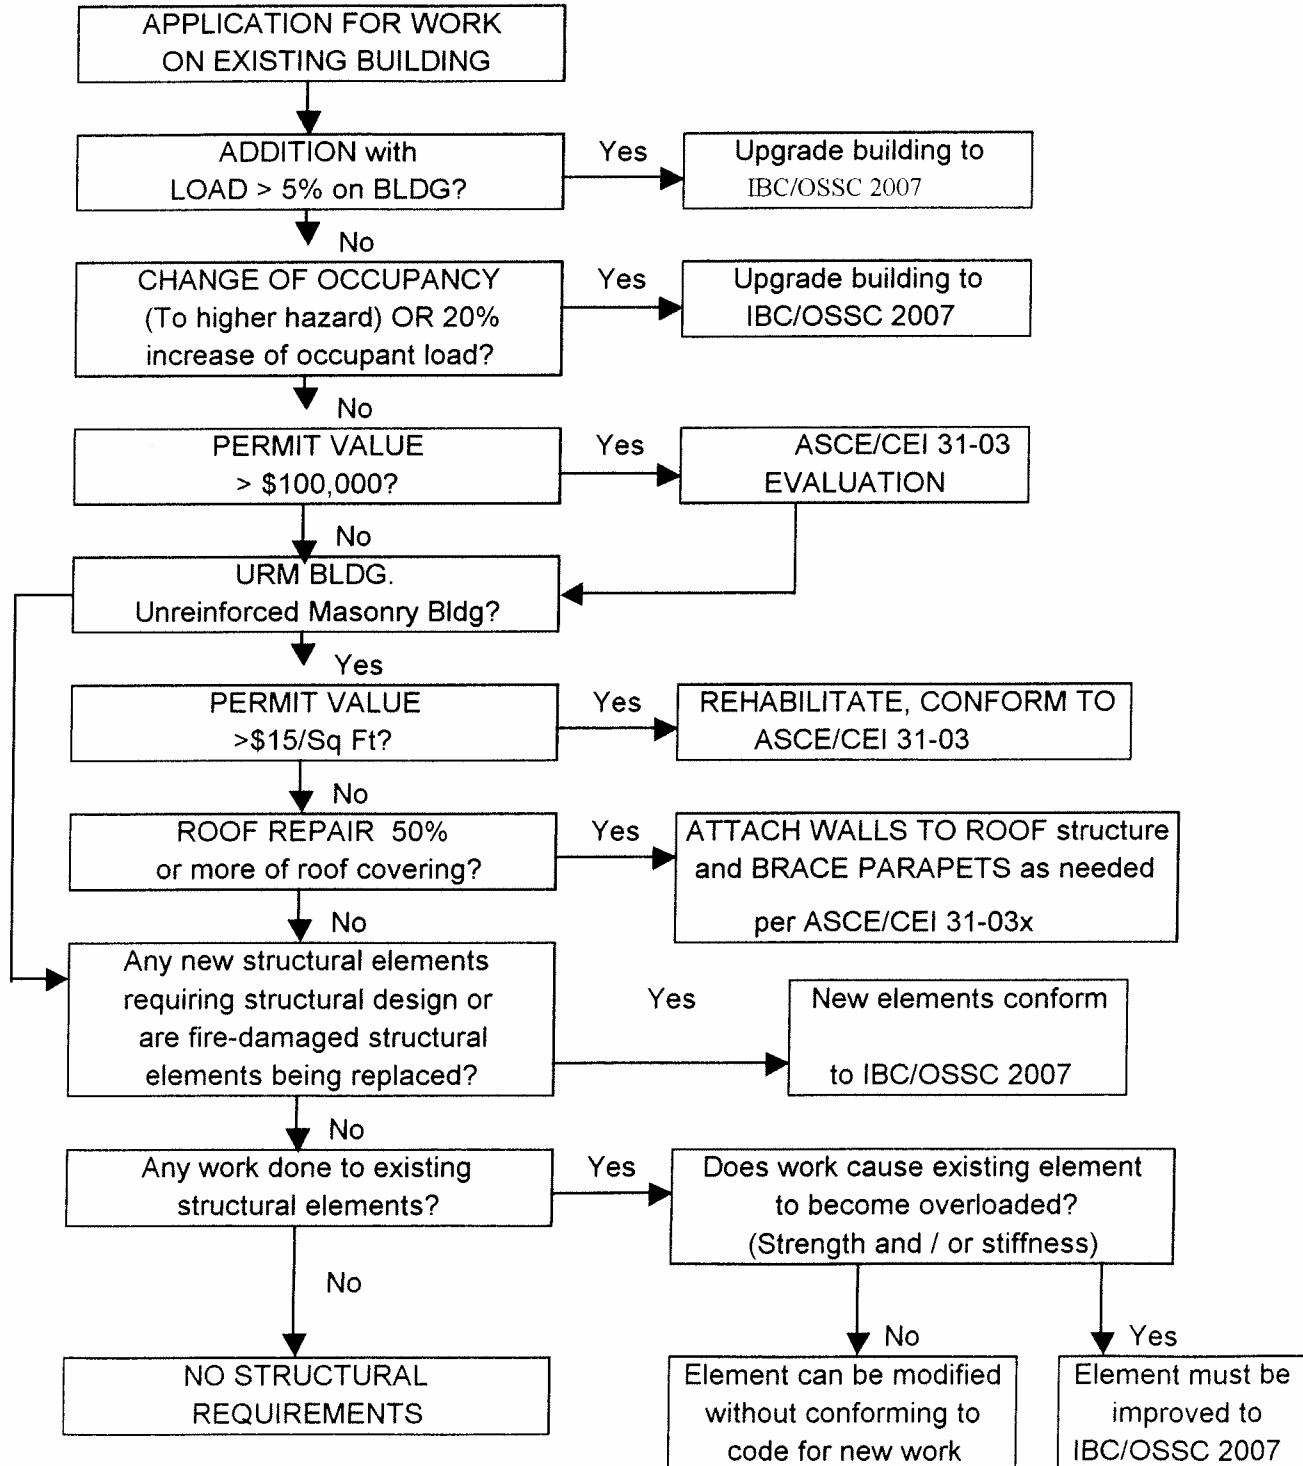 APPLICATION FOR WORK
ON EXISTING BUILDING
ADDITION with
LOAD > 5% on BLDG?
Yes
Upgrade building to
IBC/OSSC 2007
No
CHANGE OF OCCUPANCY
(To higher hazard) OR 20%
increase of occupant load?
Yes
Upgrade building to
IBC/OSSC 2007
No
PERMIT VALUE
> $100,000?
Yes
ASCE/CEI 31-03
EVALUATION
No
URM BLDG.
Unreinforced Masonry Bldg?
Yes
PERMIT VALUE
>$15/Sq Ft?
Yes
REHABILITATE, CONFORM TO
ASCE/CEI 31-03
No
ROOF REPAIR 50%
or more of roof covering?
Yes
ATTACH WALLS TO ROOF structure
and BRACE PARAPETS as needed
per ASCE/CEI 31-03x
No
Any new structural elements
requiring structural design or
are fire-damaged structural
elements being replaced?
Yes
New elements conform
to IBC/OSSC 2007
No
Any work done to existing
structural elements?
Yes
Does work cause existing element
to become overloaded?
(Strength and / or stiffness)
No
NO STRUCTURAL
REQUIREMENTS
No
Element can be modified
without conforming to
code for new work
Yes
Element must be
improved to
IBC/OSSC 2007